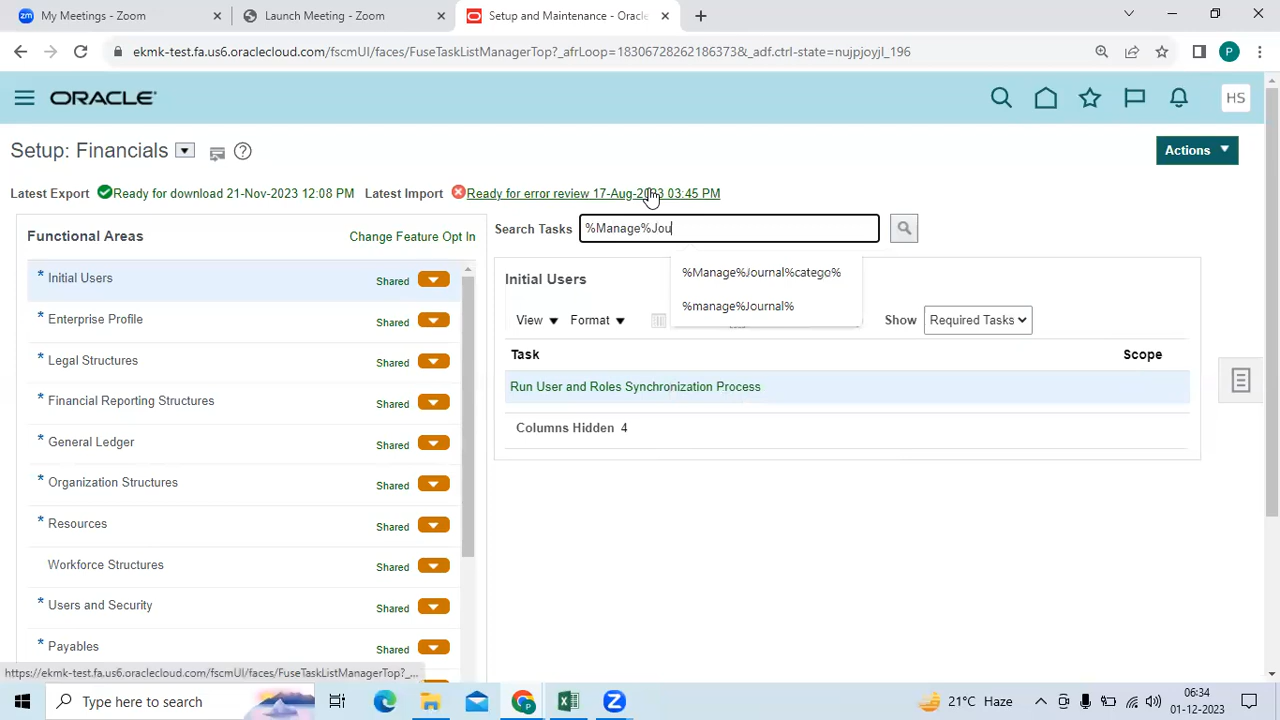 My Meetings - Zoom
Launch Meeting - Zoom
Setup and Maintenance - Oracle
ekmk-test.fa.us6.oraclecloud.com/fscmUI/faces/FuseTaskListManagerTop?_afrLoop=18306728262186373&_adf.ctrl-state=nujpjoyjl_196
P
ORACLE
HS
Setup: Financials
Actions
Latest Export Ready for download 21-Nov-2023 12:08 PM Latest Import Ready for error review 17-Aug-2023 03:45 PM
Functional Areas
Change Feature Opt In
Search Tasks %Manage%Jou
%Manage%Journal%catego%
%manage%Journal%
* Initial Users Shared
* Enterprise Profile Shared
* Legal Structures Shared
* Financial Reporting Structures Shared
* General Ledger Shared
* Organization Structures Shared
* Resources Shared
Workforce Structures Shared
* Users and Security Shared
* Payables Shared
Initial Users
View Format Show Required Tasks
Task Scope
Run User and Roles Synchronization Process
Columns Hidden 4
https://ekmk-test.fa.us6.oraclecloud.com/fscmUI/faces/FuseTaskListManagerTop?_...
Type here to search
21°C Haze
06:34
01-12-2023